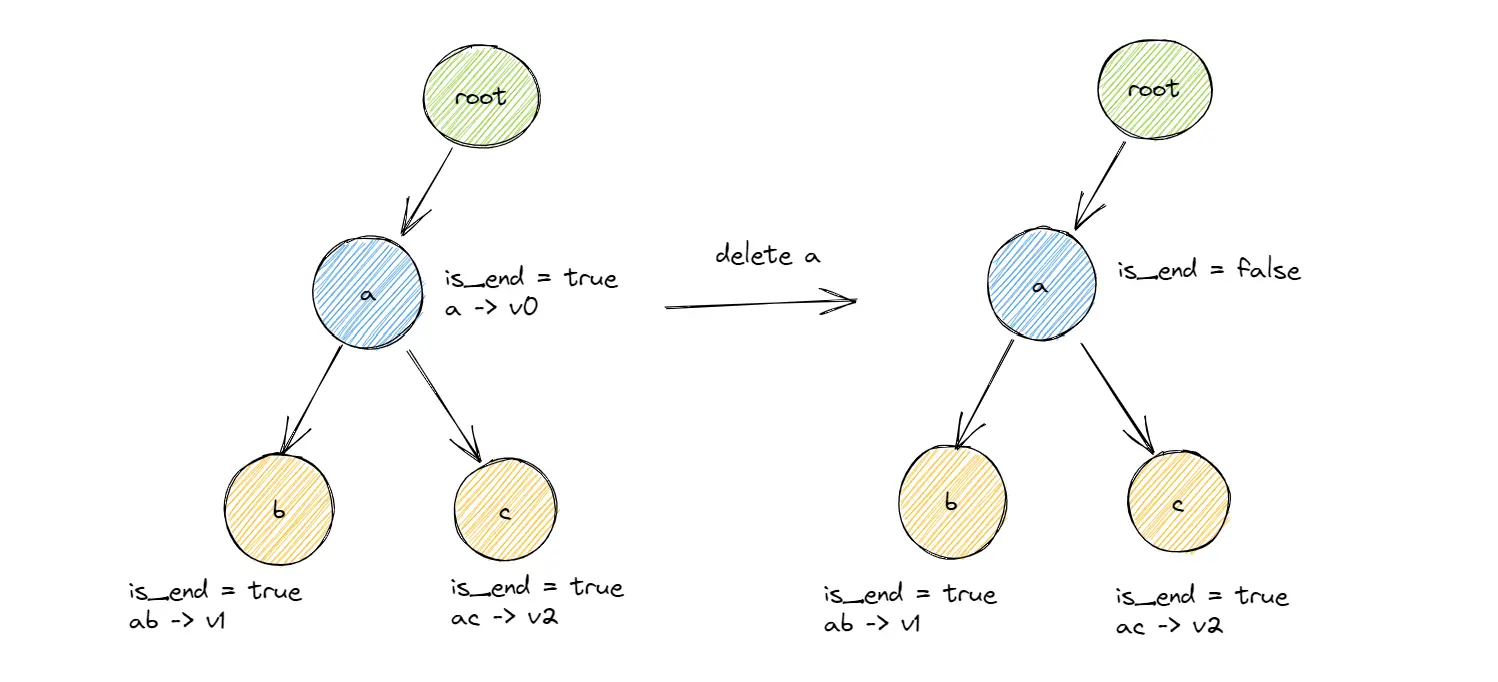 root
a
is_end = true
a -> v0
b
c
is_end = true
ab -> v1
is_end = true
ac -> v2
delete a
root
a
is_end = false
b
c
is_end = true
ab -> v1
is_end = true
ac -> v2